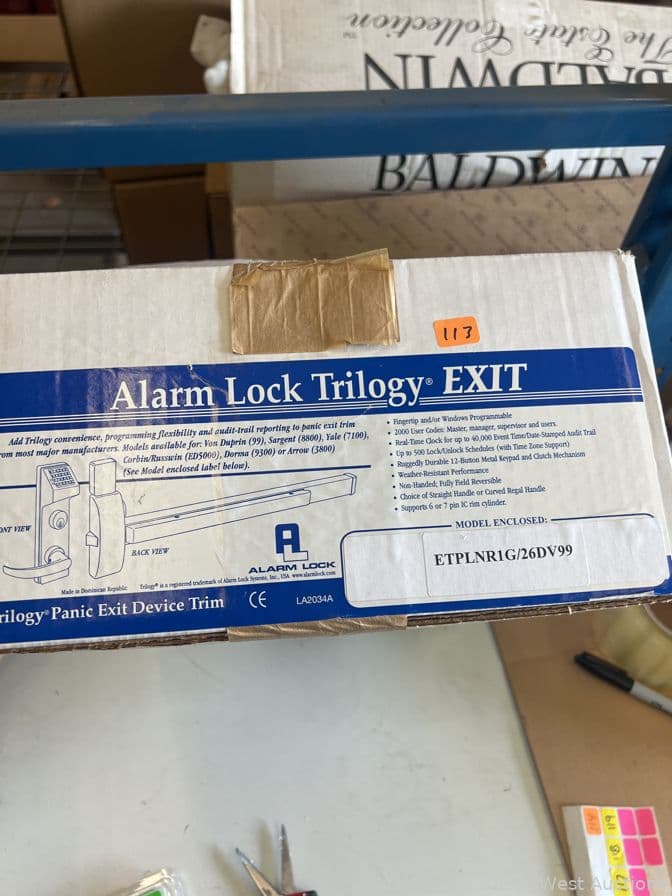 The Estate Collection
™
BALDWIN
BALDWIN
113
Alarm Lock Trilogy® EXIT
Add Trilogy convenience, programming flexibility and audit-trail reporting to panic exit trim
from most major manufacturers. Models available for: Von Duprin (99), Sargent (8800), Yale (7100),
Corbin/Russwin (ED5000), Dorma (9300) or Arrow (3800)
(See Model enclosed label below).
• Fingertip and/or Windows Programmable
• 2000 User Codes: Master, manager, supervisor and users.
• Real-Time Clock for up to 40,000 Event Time/Date-Stamped Audit Trail
• Up to 500 Lock/Unlock Schedules (with Time Zone Support)
• Ruggedly Durable 12-Button Metal Keypad and Clutch Mechanism
• Weather-Resistant Performance
• Non-Handed; Fully Field Reversible
• Choice of Straight Handle or Curved Regal Handle
• Supports 6 or 7 pin IC rim cylinder.
FRONT VIEW
BACK VIEW
ALARM LOCK
MODEL ENCLOSED:
ETPLNR1G/26DV99
Made in Dominican Republic
Trilogy® is a registered trademark of Alarm Lock Systems, Inc., USA www.alarmlock.com
Trilogy® Panic Exit Device Trim
CE
LA2034A
114
119
118
117
West Auctions